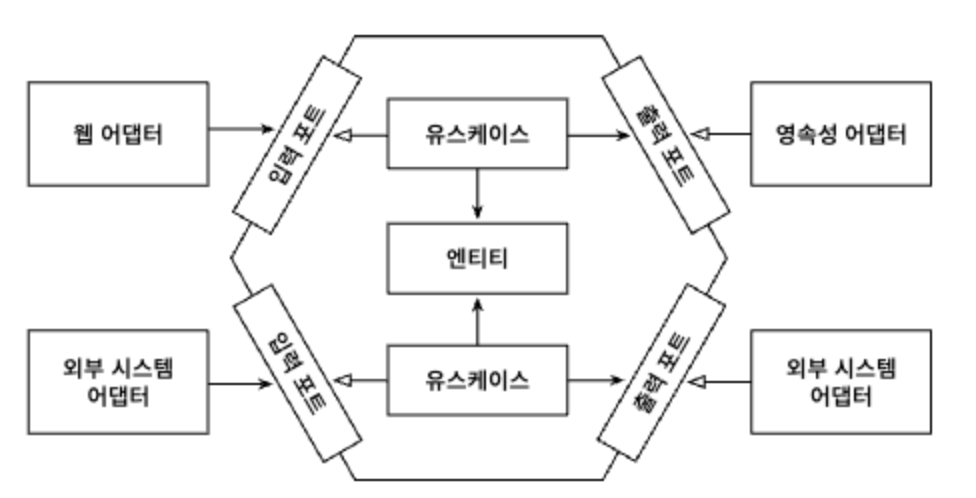 웹 어댑터
입력 포트
유스케이스
출력 포트
영속성 어댑터
엔티티
외부 시스템
어댑터
입력 포트
유스케이스
출력 포트
외부 시스템
어댑터